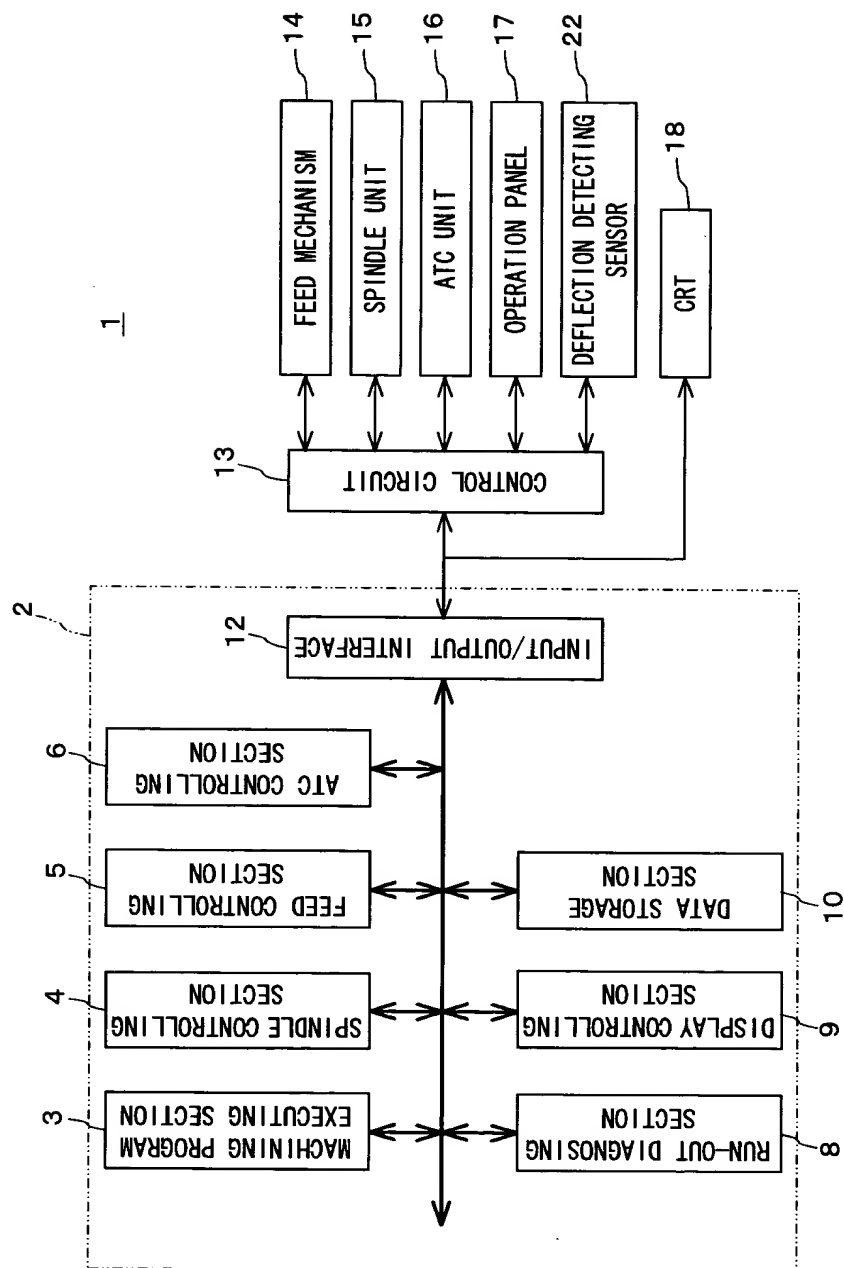 1
2
3
MACHINING PROGRAM
EXECUTING SECTION
4
SPINDLE CONTROLLING
SECTION
5
FEED CONTROLLING
SECTION
6
ATC CONTROLLING
SECTION
RUN-OUT DIAGNOSING
SECTION
8
DISPLAY CONTROLLING
SECTION
9
DATA STORAGE
SECTION
10
12
INPUT/OUTPUT INTERFACE
13
CONTROL CIRCUIT
FEED MECHANISM
14
SPINDLE UNIT
15
ATC UNIT
16
OPERATION PANEL
17
DEFLECTION DETECTING
SENSOR
22
CRT
18